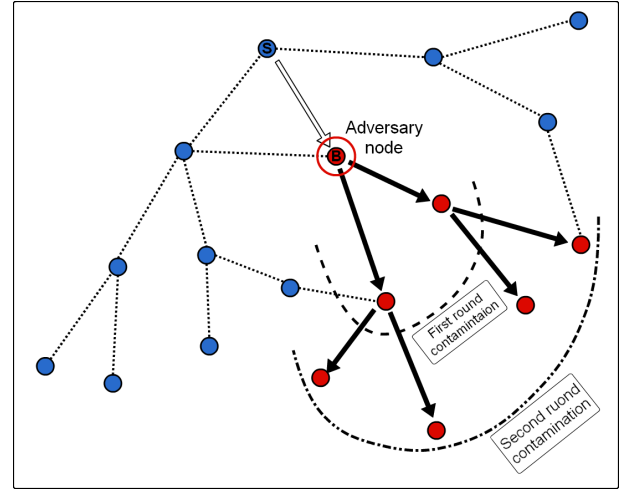 S
Adversary
node
B
First round
contamintaion
Second ruond
contamination